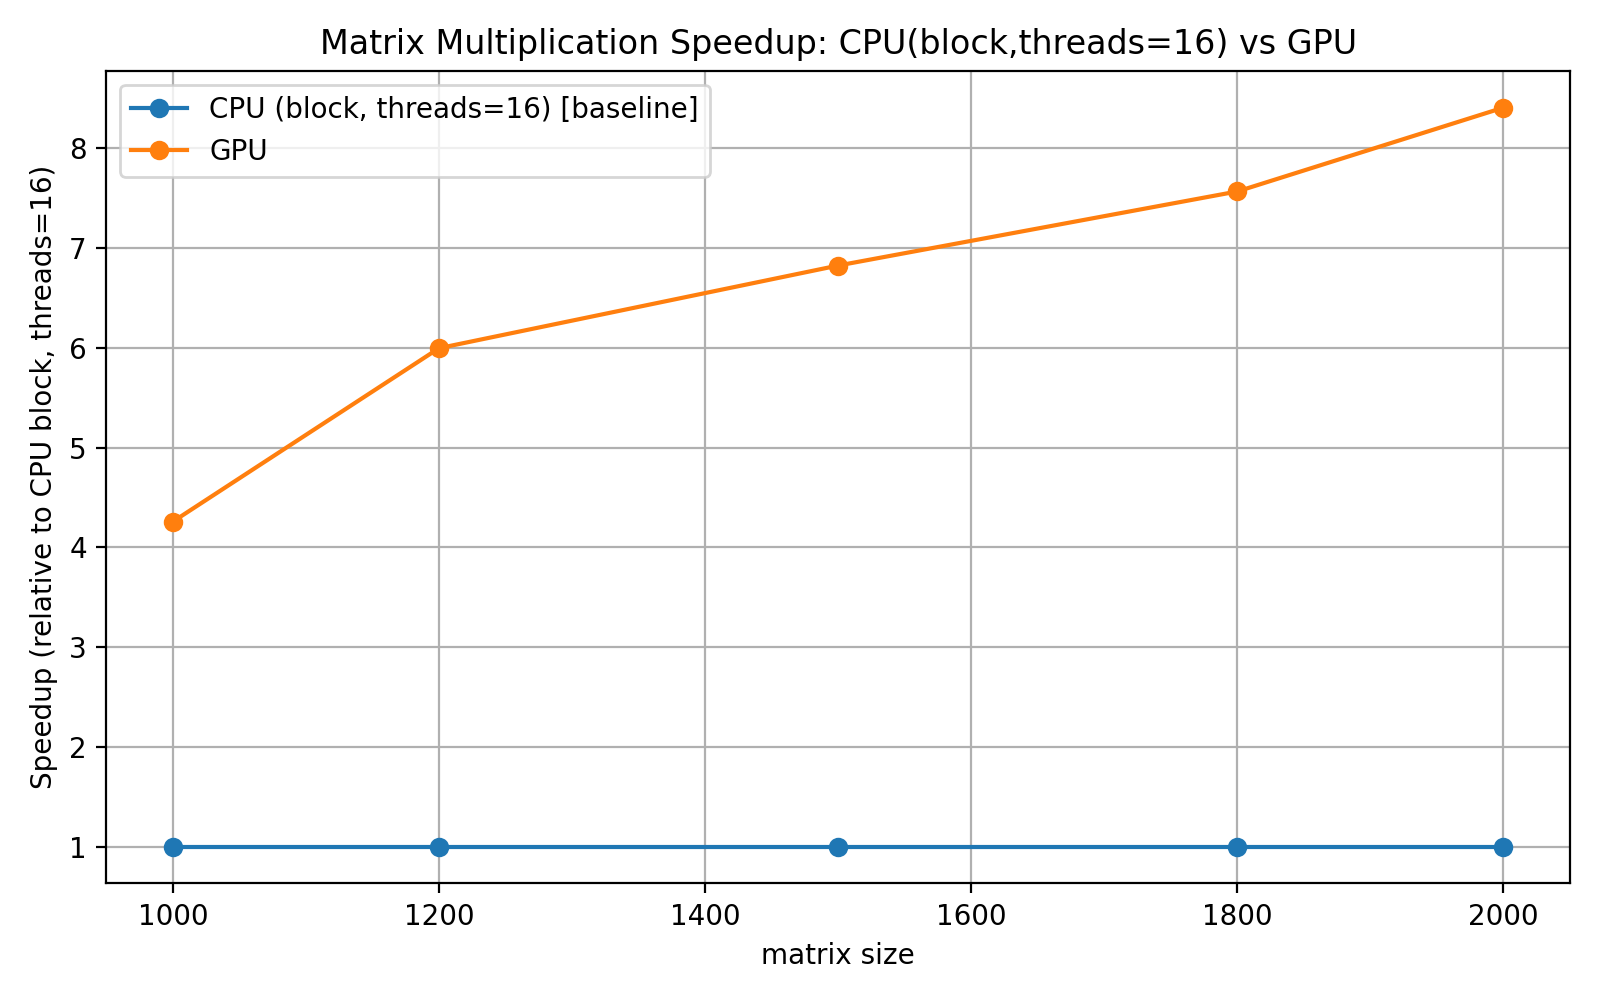 Matrix Multiplication Speedup: CPU(block,threads=16) vs GPU
CPU (block, threads=16) [baseline]
GPU
Speedup (relative to CPU block, threads=16)
8
7
6
5
4
3
2
1
1000 1200 1400 1600 1800 2000
matrix size